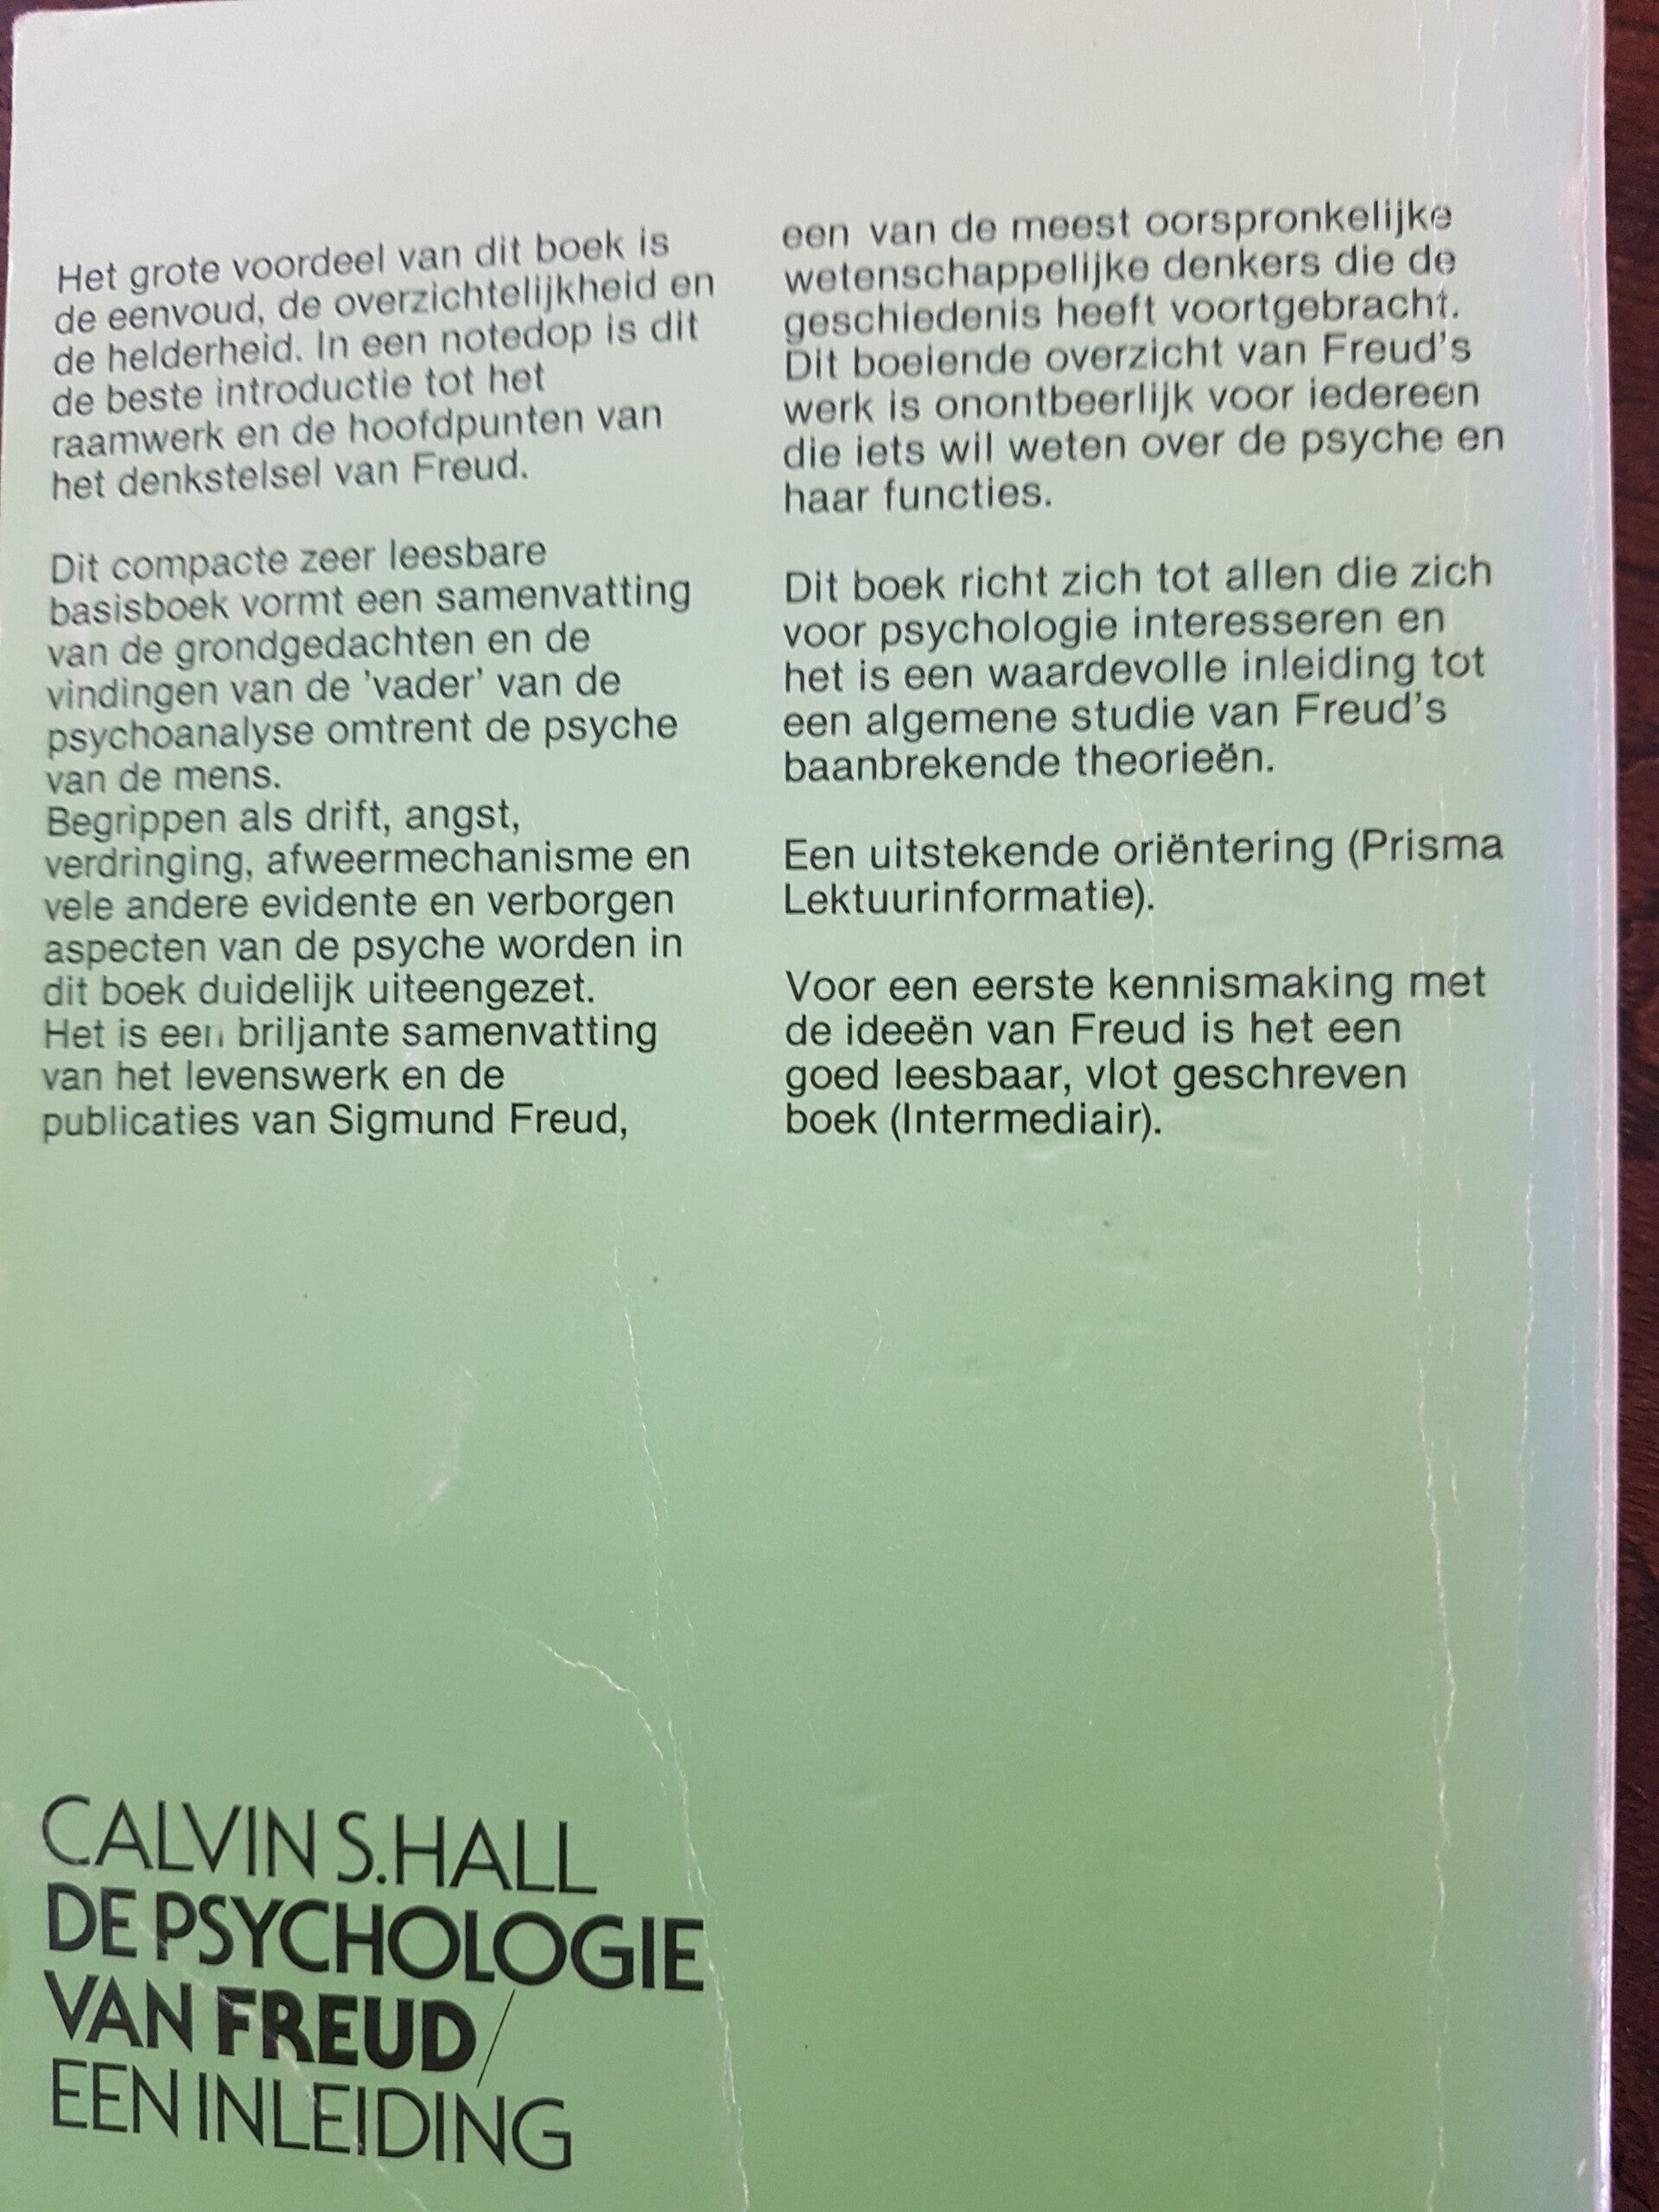 Het grote voordeel van dit boek is
de eenvoud, de overzichtelijkheid en
de helderheid. In een notedop is dit
de beste introductie tot het
raamwerk en de hoofdpunten van
het denkstelsel van Freud.
Dit compacte zeer leesbare
basisboek vormt een samenvatting
van de grondgedachten en de
vindingen van de 'vader' van de
psychoanalyse omtrent de psyche
van de mens.
Begrippen als drift, angst,
verdringing, afweermechanisme en
vele andere evidente en verborgen
aspecten van de psyche worden in
dit boek duidelijk uiteengezet.
Het is een briljante samenvatting
van het levenswerk en de
publicaties van Sigmund Freud,
een van de meest oorspronkelijke
wetenschappelijke denkers die de
geschiedenis heeft voortgebracht.
Dit boeiende overzicht van Freud's
werk is onontbeerlijk voor iedereen
die iets wil weten over de psyche en
haar functies.
Dit boek richt zich tot allen die zich
voor psychologie interesseren en
het is een waardevolle inleiding tot
een algemene studie van Freud's
baanbrekende theorieën.
Een uitstekende oriëntering (Prisma
Lektuurinformatie).
Voor een eerste kennismaking met
de ideeën van Freud is het een
goed leesbaar, vlot geschreven
boek (Intermediair).
CALVIN S. HALL
DE PSYCHOLOGIE
VAN FREUD/
EEN INLEIDING